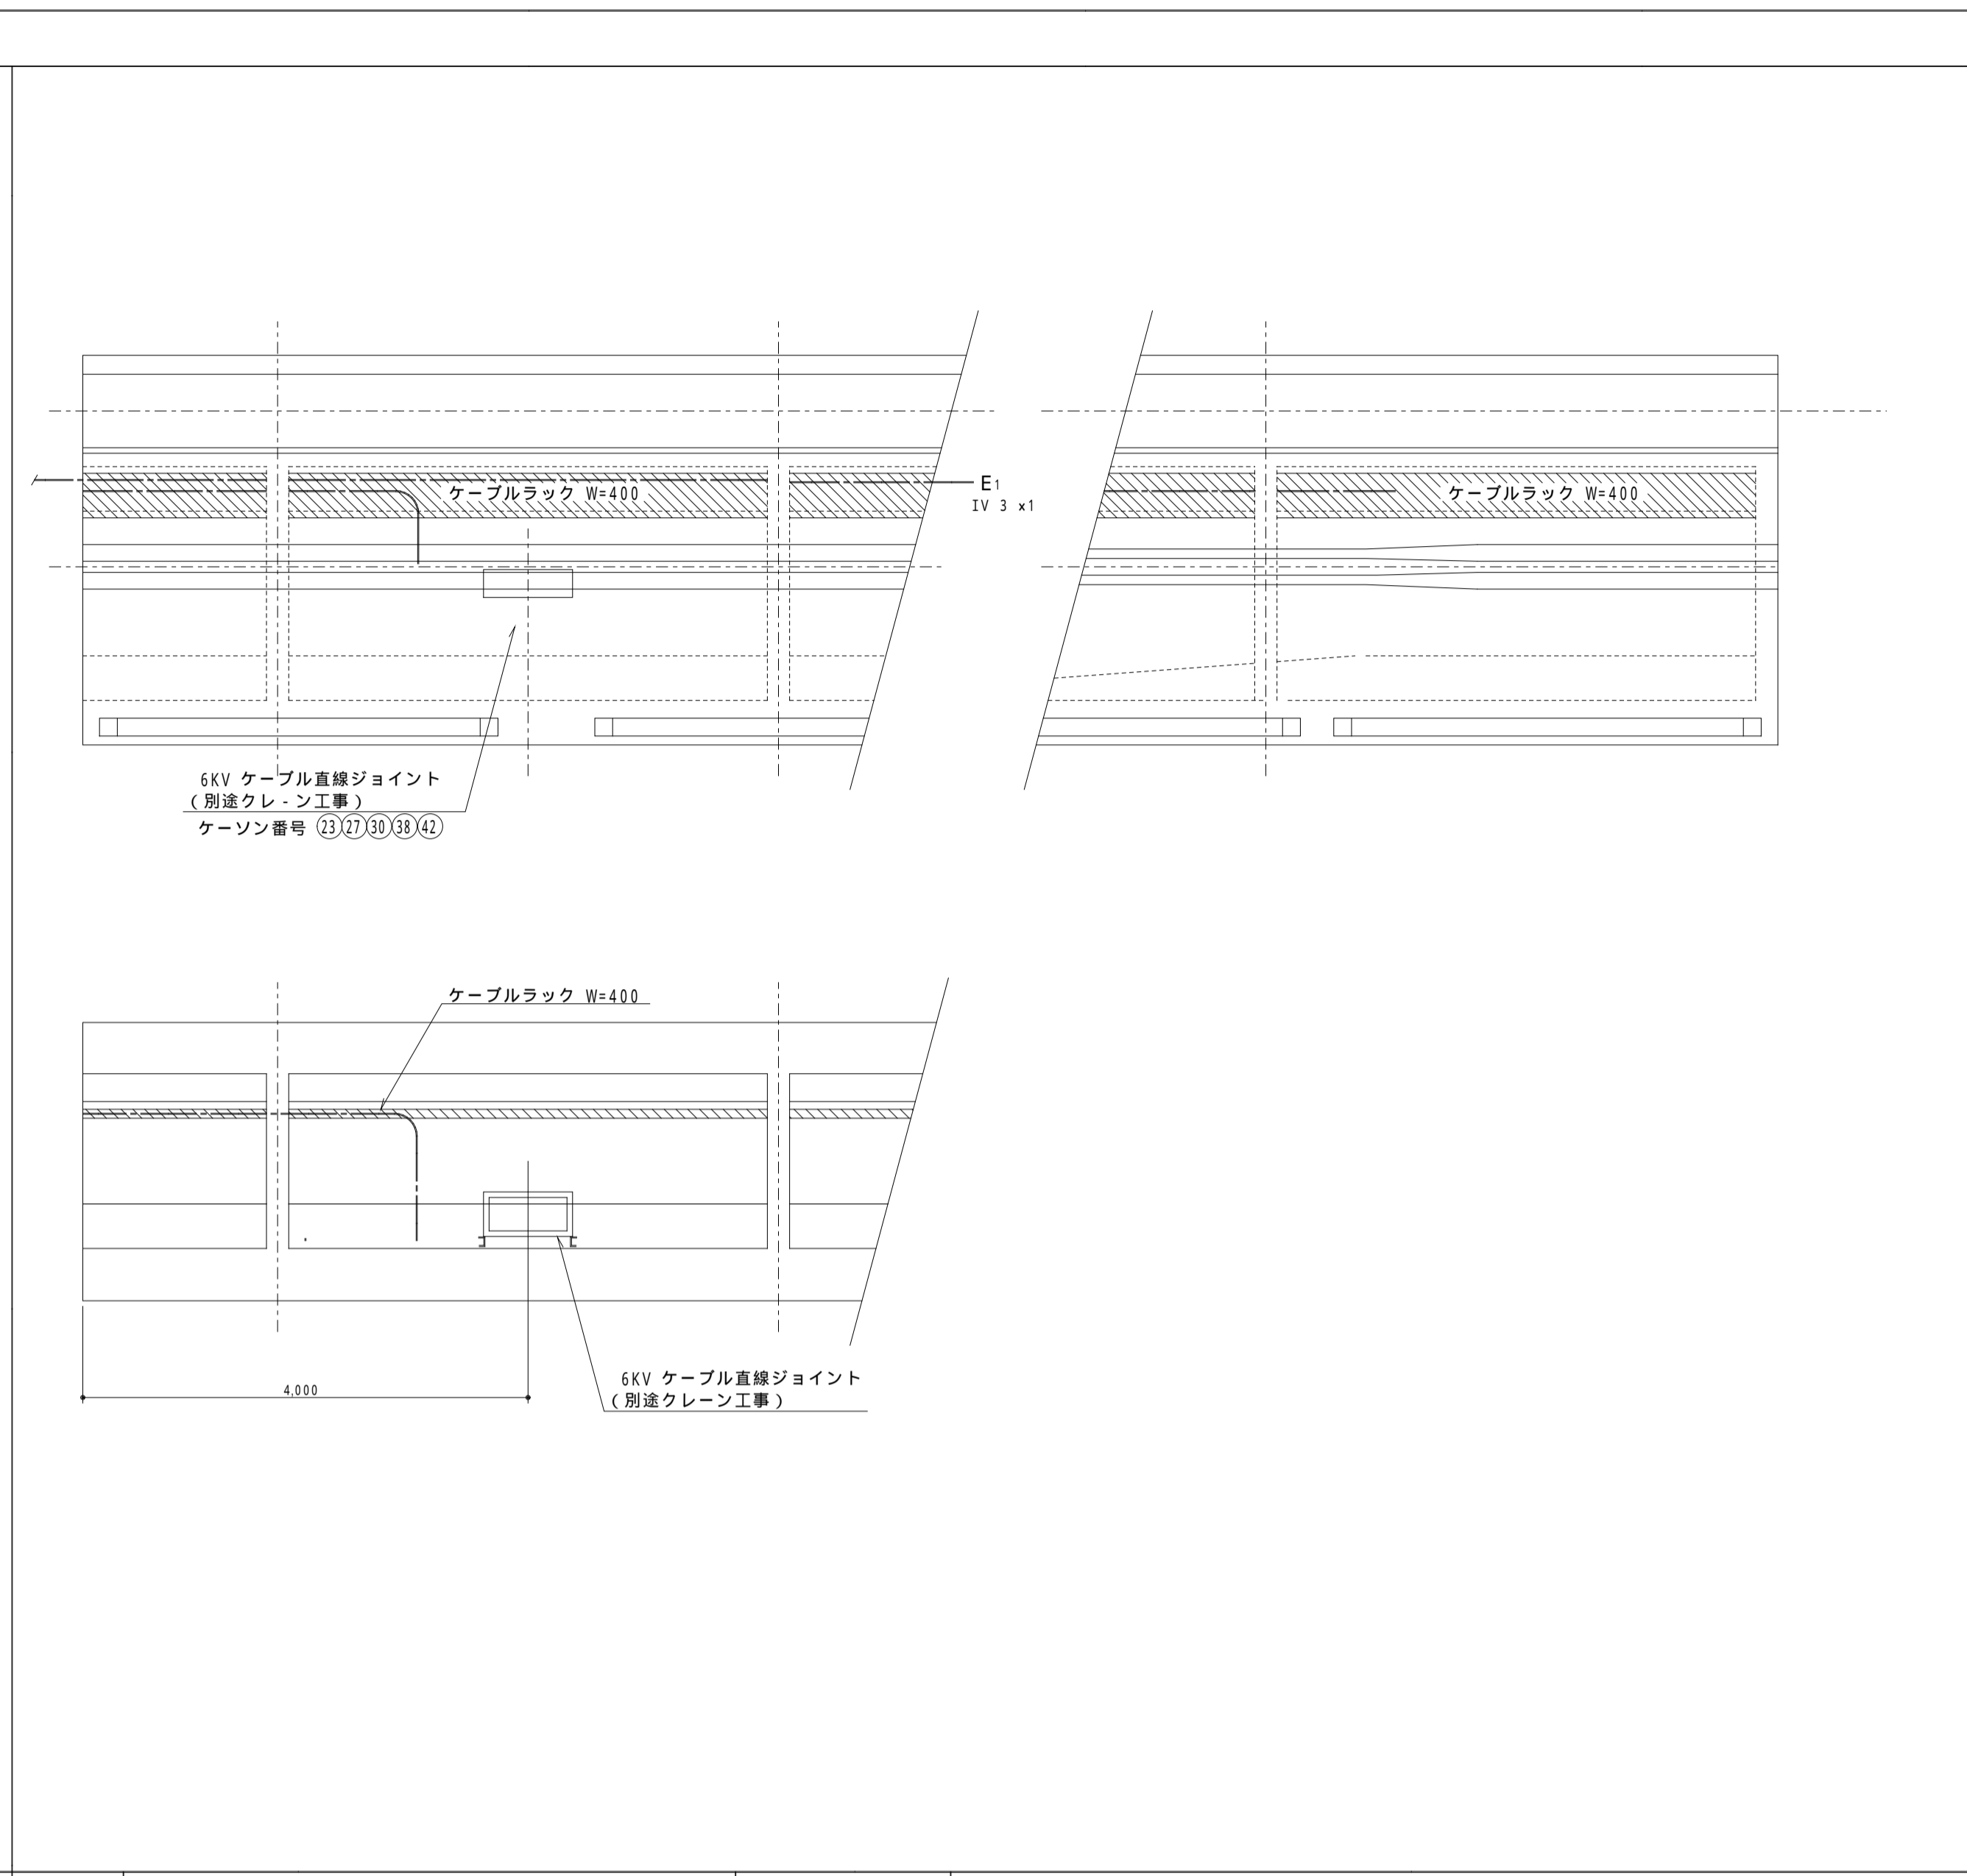 ケーブルラック W=400
E1
IV 3 x1
ケーブルラック W=400
6KV ケーブル直線ジョイント
(別途クレ-ン工事)
ケーソン番号 23 27 30 38 42
ケーブルラック W=400
4,000
6KV ケーブル直線ジョイント
(別途クレーン工事)